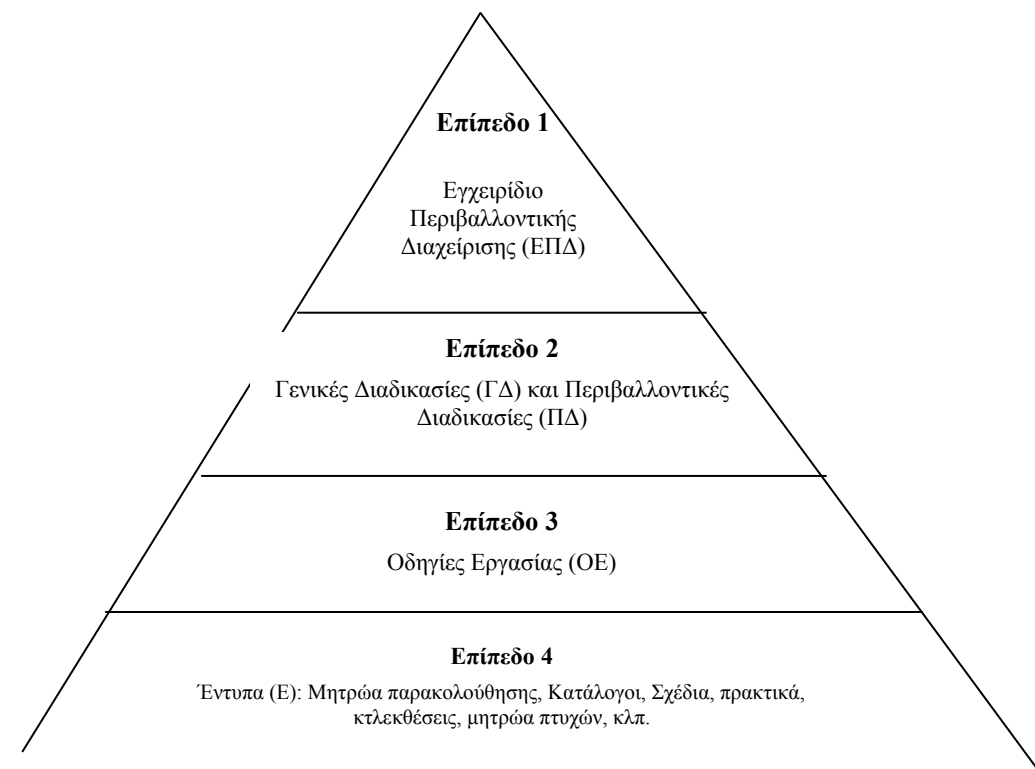 Επίπεδο 1
Εγχειρίδιο
Περιβαλλοντικής
Διαχείρισης (ΕΠΔ)
Επίπεδο 2
Γενικές Διαδικασίες (ΓΔ) και Περιβαλλοντικές
Διαδικασίες (ΠΔ)
Επίπεδο 3
Οδηγίες Εργασίας (ΟΕ)
Επίπεδο 4
Έντυπα (Ε): Μητρώα παρακολούθησης, Κατάλογοι, Σχέδια, πρακτικά,
κτλεκθέσεις, μητρώα πτυχών, κλπ.